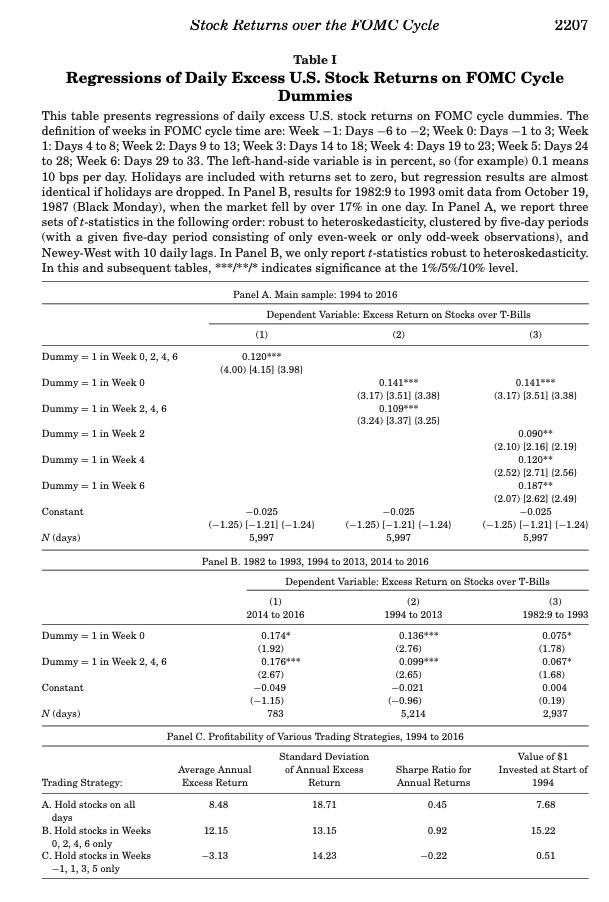 Stock Returns over the FOMC Cycle 2207
Table I
Regressions of Daily Excess U.S. Stock Returns on FOMC Cycle
Dummies
This table presents regressions of daily excess U.S. stock returns on FOMC cycle dummies. The
definition of weeks in FOMC cycle time are: Week −1: Days −6 to −2; Week 0: Days −1 to 3; Week
1: Days 4 to 8; Week 2: Days 9 to 13; Week 3: Days 14 to 18; Week 4: Days 19 to 23; Week 5: Days 24
to 28; Week 6: Days 29 to 33. The left-hand-side variable is in percent, so (for example) 0.1 means
10 bps per day. Holidays are included with returns set to zero, but regression results are almost
identical if holidays are dropped. In Panel B, results for 1982:9 to 1993 omit data from October 19,
1987 (Black Monday), when the market fell by over 17% in one day. In Panel A, we report three
sets of t-statistics in the following order: robust to heteroskedasticity, clustered by five-day periods
(with a given five-day period consisting of only even-week or only odd-week observations), and
Newey-West with 10 daily lags. In Panel B, we only report t-statistics robust to heteroskedasticity.
In this and subsequent tables, ***/**/* indicates significance at the 1%/5%/10% level.
Panel A. Main sample: 1994 to 2016
Dependent Variable: Excess Return on Stocks over T-Bills
(1) (2) (3)
Dummy = 1 in Week 0, 2, 4, 6 0.120***
(4.00) [4.15] {3.98}
Dummy = 1 in Week 0 0.141*** 0.141***
(3.17) [3.51] {3.38} (3.17) [3.51] {3.38}
Dummy = 1 in Week 2, 4, 6 0.109***
(3.24) [3.37] {3.25}
Dummy = 1 in Week 2 0.090**
(2.10) [2.16] {2.19}
Dummy = 1 in Week 4 0.120**
(2.52) [2.71] {2.56}
Dummy = 1 in Week 6 0.187**
(2.07) [2.62] {2.49}
Constant −0.025 −0.025 −0.025
(−1.25) [−1.21] {−1.24} (−1.25) [−1.21] {−1.24} (−1.25) [−1.21] {−1.24}
N (days) 5,997 5,997 5,997
Panel B. 1982 to 1993, 1994 to 2013, 2014 to 2016
Dependent Variable: Excess Return on Stocks over T-Bills
(1) (2) (3)
2014 to 2016 1994 to 2013 1982:9 to 1993
Dummy = 1 in Week 0 0.174* 0.136*** 0.075*
(1.92) (2.76) (1.78)
Dummy = 1 in Week 2, 4, 6 0.176*** 0.099*** 0.067*
(2.67) (2.65) (1.68)
Constant −0.049 −0.021 0.004
(−1.15) (−0.96) (0.19)
N (days) 783 5,214 2,937
Panel C. Profitability of Various Trading Strategies, 1994 to 2016
Standard Deviation Value of $1
Average Annual of Annual Excess Sharpe Ratio for Invested at Start of
Trading Strategy: Excess Return Return Annual Returns 1994
A. Hold stocks on all 8.48 18.71 0.45 7.68
days
B. Hold stocks in Weeks 12.15 13.15 0.92 15.22
0, 2, 4, 6 only
C. Hold stocks in Weeks −3.13 14.23 −0.22 0.51
−1, 1, 3, 5 only